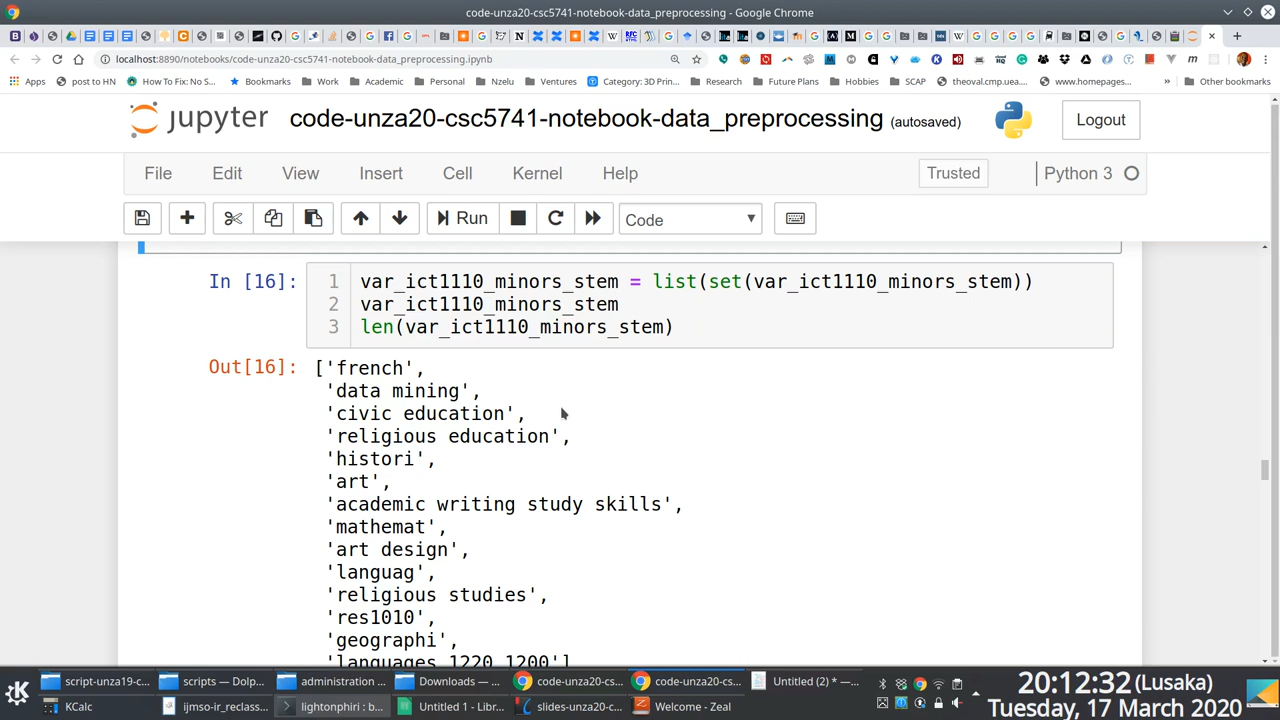 code-unza20-csc5741-notebook-data_preprocessing - Google Chrome
localhost:8890/notebooks/code-unza20-csc5741-notebook-data_preprocessing.ipynb
Apps post to HN How To Fix: No S... Bookmarks Work Academic Personal Nzelu Ventures Category: 3D Print... Research Future Plans Hobbies SCAP theoval.cmp.uea.... www.homepages... » Other bookmarks
jupyter code-unza20-csc5741-notebook-data_preprocessing (autosaved) Logout
File Edit View Insert Cell Kernel Help Trusted Python 3
Run Code
In [16]: 1 var_ict1110_minors_stem = list(set(var_ict1110_minors_stem))
2 var_ict1110_minors_stem
3 len(var_ict1110_minors_stem)
Out[16]: ['french',
'data mining',
'civic education',
'religious education',
'histori',
'art',
'academic writing study skills',
'mathemat',
'art design',
'languag',
'religious studies',
'res1010',
'geographi',
'languages 1220 1200']
script-unza19-c... scripts — Dolp... administration ... Downloads — ... code-unza20-cs... code-unza20-cs... Untitled (2) * —...
KCalc ijmso-ir_reclass... lightonphiri : b... Untitled 1 - Libr... slides-unza20-c... Welcome - Zeal
20:12:32 (Lusaka)
Tuesday, 17 March 2020